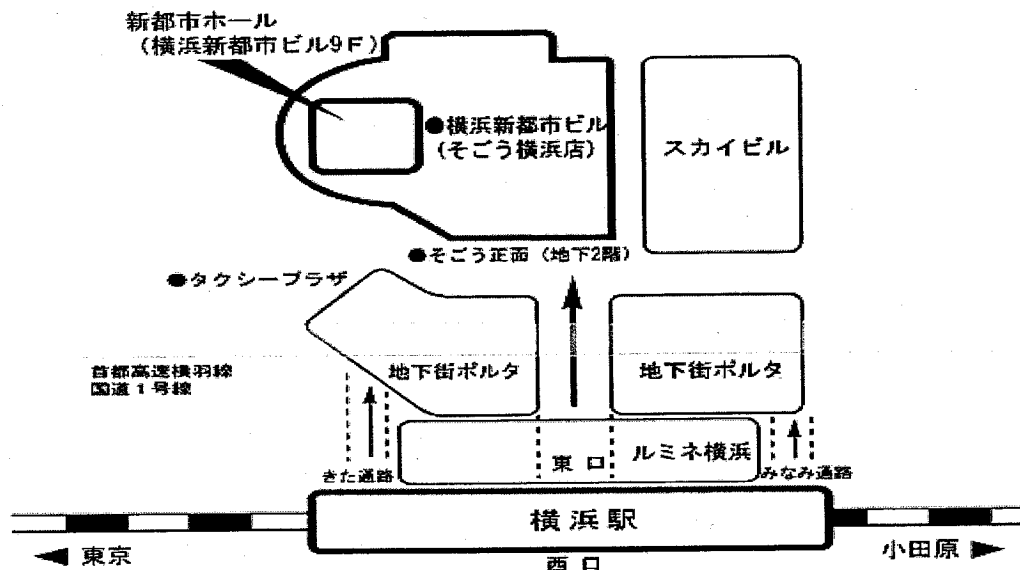 新都市ホール
（横浜新都市ビル9F）
●横浜新都市ビル
（そごう横浜店）
スカイビル
●そごう正面（地下2階）
●タクシープラザ
首都高速横羽線
国道1号線
地下街ポルタ
地下街ポルタ
東口
ルミネ横浜
きた通路
みなみ通路
横浜駅
東京
小田原
西口